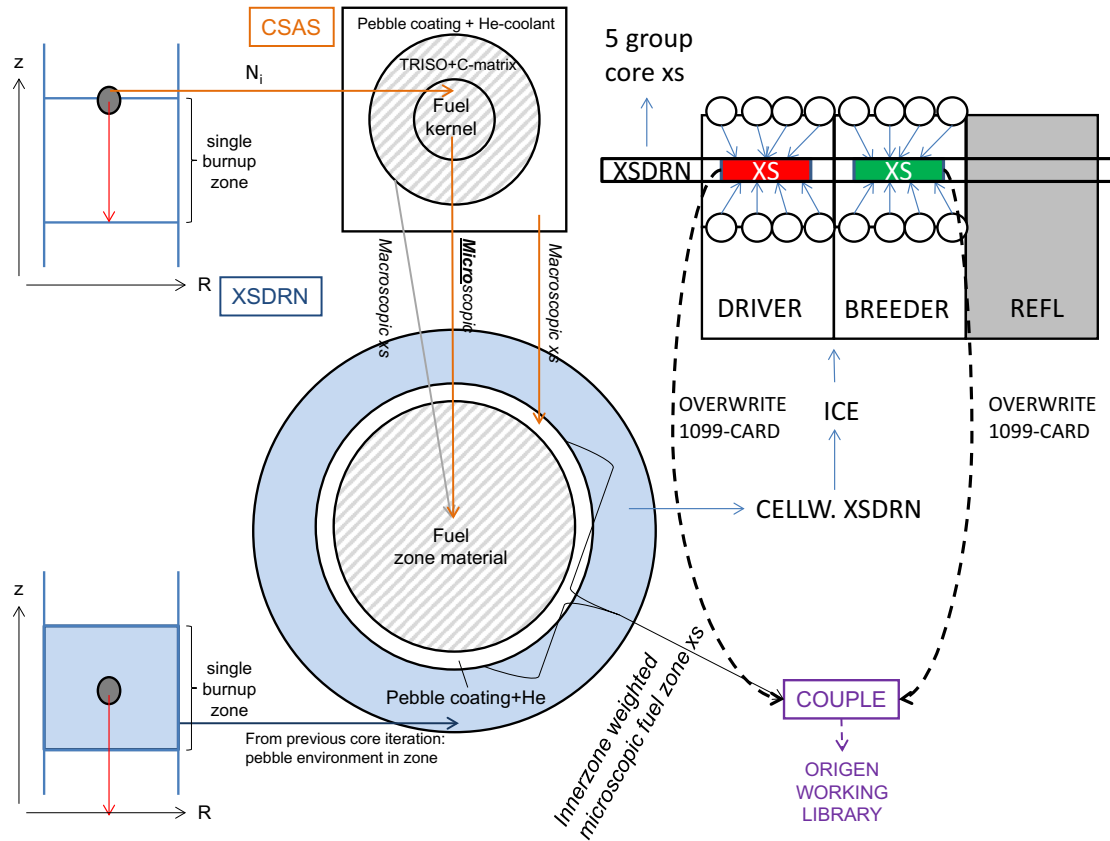 z
single
burnup
zone
R
CSAS
N_i
XSDRN
Pebble coating + He-coolant
TRISO+C-matrix
Fuel
kernel
Macroscopic xs
Microscopic
Macroscopic xs
5 group
core xs
XSDRN
XS
XS
DRIVER
BREEDER
REFL
OVERWRITE
1099-CARD
ICE
OVERWRITE
1099-CARD
CELLW. XSDRN
Fuel
zone material
Pebble coating+He
z
single
burnup
zone
From previous core iteration:
pebble environment in zone
R
Innerzone weighted
microscopic fuel zone xs
COUPLE
ORIGEN
WORKING
LIBRARY